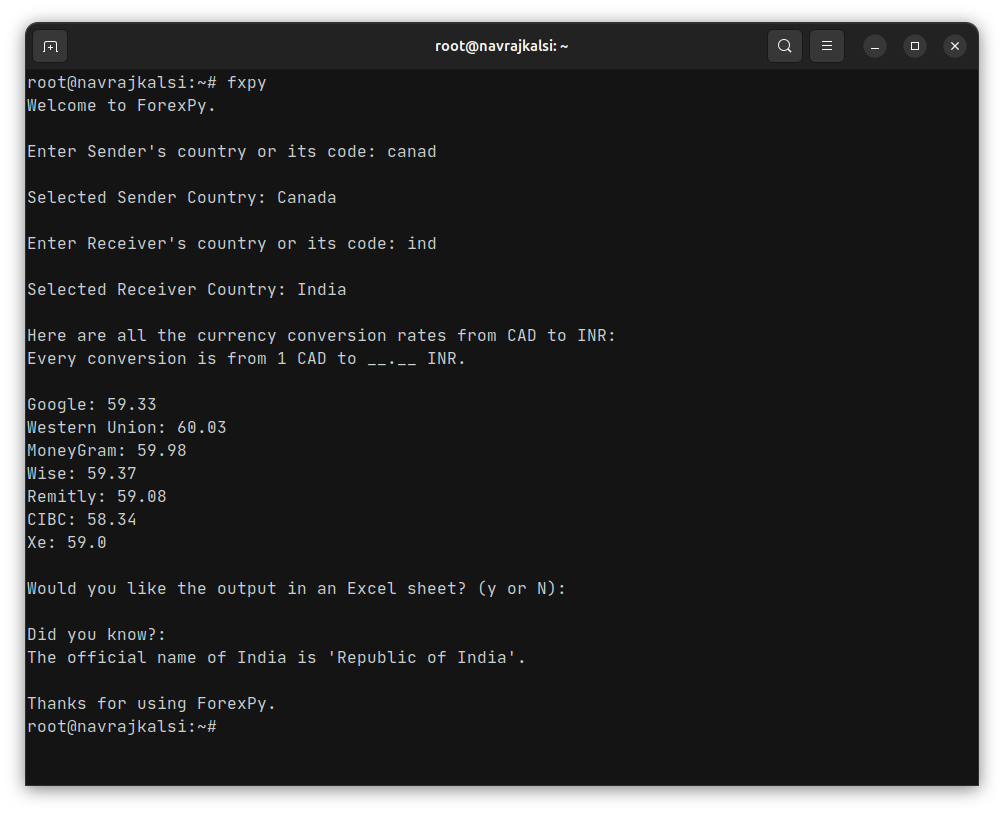 root@navrajkalsi: ~
root@navrajkalsi:~# fxpy
Welcome to ForexPy.
Enter Sender's country or its code: canad
Selected Sender Country: Canada
Enter Receiver's country or its code: ind
Selected Receiver Country: India
Here are all the currency conversion rates from CAD to INR:
Every conversion is from 1 CAD to __.__ INR.
Google: 59.33
Western Union: 60.03
MoneyGram: 59.98
Wise: 59.37
Remitly: 59.08
CIBC: 58.34
Xe: 59.0
Would you like the output in an Excel sheet? (y or N):
Did you know?:
The official name of India is 'Republic of India'.
Thanks for using ForexPy.
root@navrajkalsi:~#